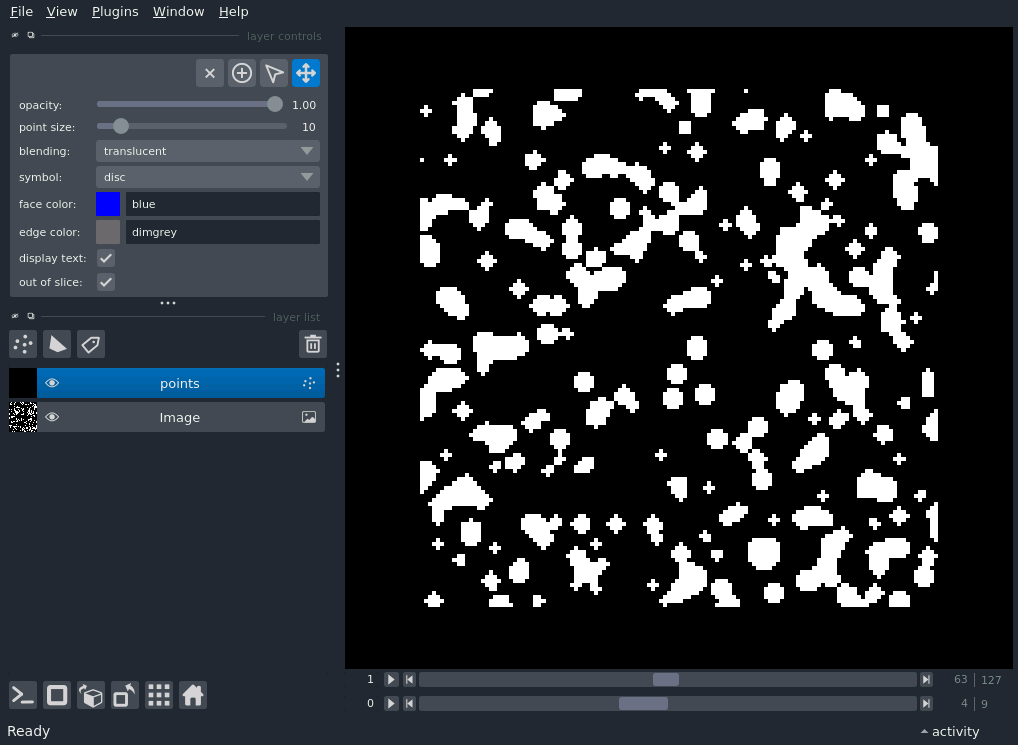 File View Plugins Window Help
layer controls
opacity: 1.00
point size: 10
blending: translucent
symbol: disc
face color: blue
edge color: dimgrey
display text:
out of slice:
layer list
points
Image
1 63 | 127
0 4 | 9
Ready activity